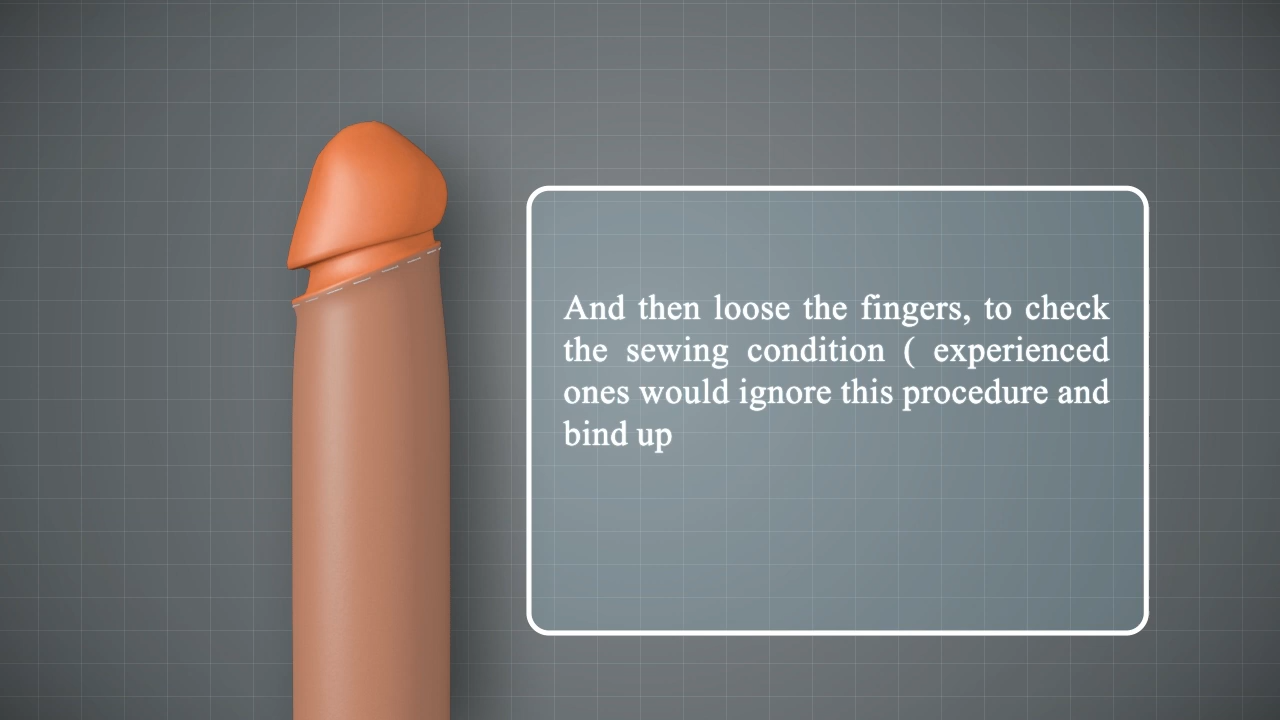 And then loose the fingers, to check
the sewing condition ( experienced
ones would ignore this procedure and
bind up